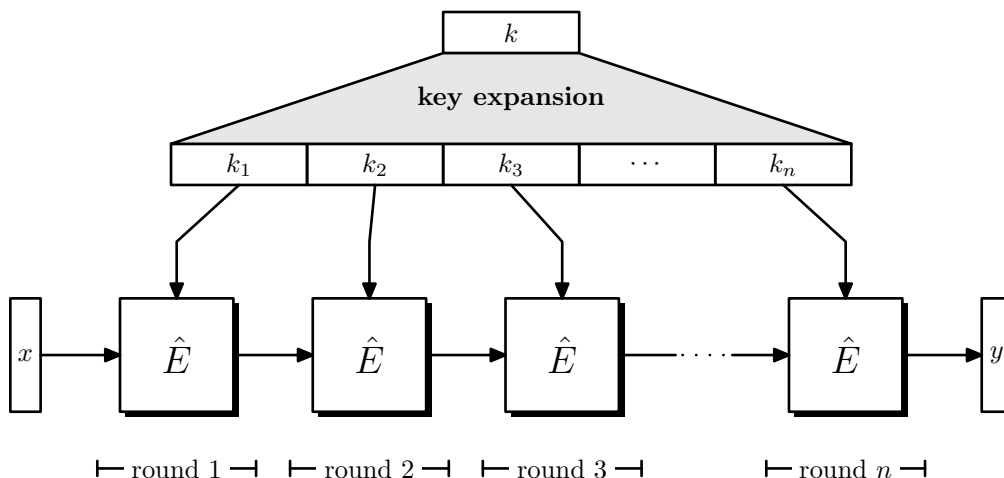 k
key expansion
k₁ k₂ k₃ ⋯ kₙ
x Ê Ê Ê ···· Ê y
round 1 round 2 round 3 round n